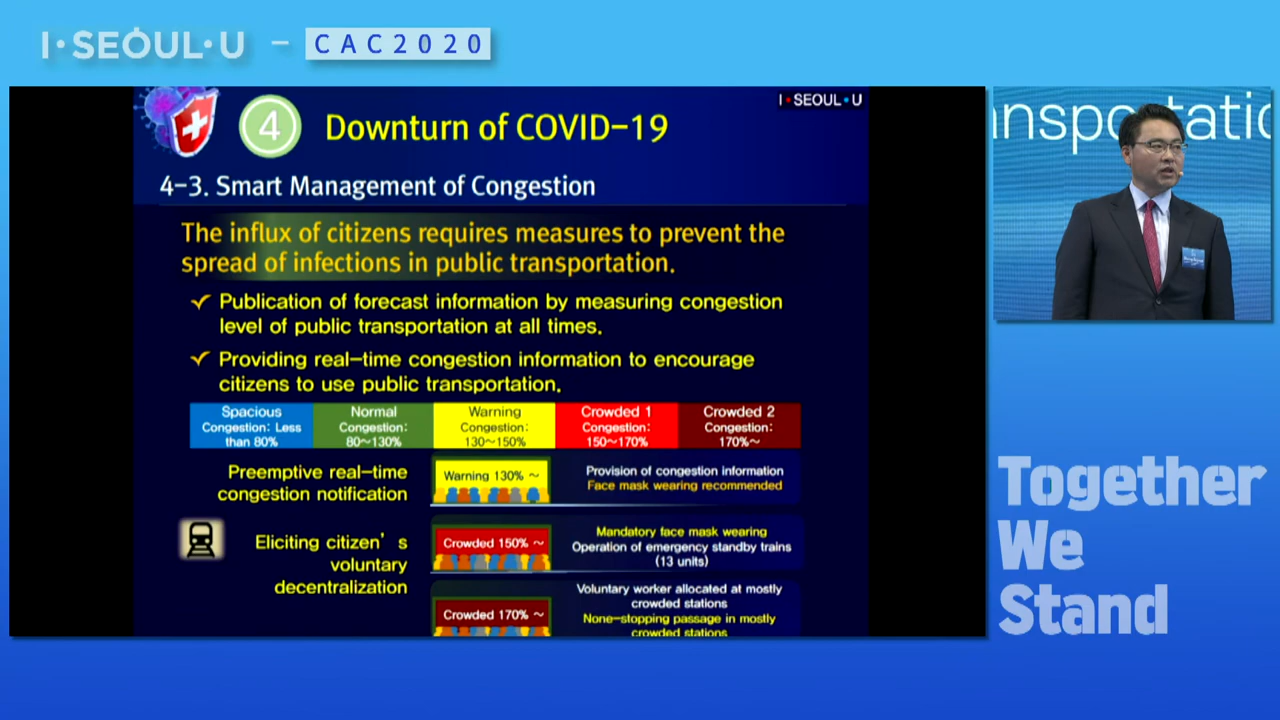 I·SEOUL·U – CAC2020
I·SEOUL·U
4 Downturn of COVID-19
4-3. Smart Management of Congestion
The influx of citizens requires measures to prevent the
spread of infections in public transportation.
✓ Publication of forecast information by measuring congestion
level of public transportation at all times.
✓ Providing real-time congestion information to encourage
citizens to use public transportation.
Spacious
Congestion: Less
than 80%
Normal
Congestion:
80~130%
Warning
Congestion:
130~150%
Crowded 1
Congestion:
150~170%
Crowded 2
Congestion:
170%~
Preemptive real-time
congestion notification
Warning 130% ~
Provision of congestion information
Face mask wearing recommended
Eliciting citizen's
voluntary
decentralization
Crowded 150% ~
Mandatory face mask wearing
Operation of emergency standby trains
(13 units)
Crowded 170% ~
Voluntary worker allocated at mostly
crowded stations
None-stopping passage in mostly
crowded stations
Together
We
Stand